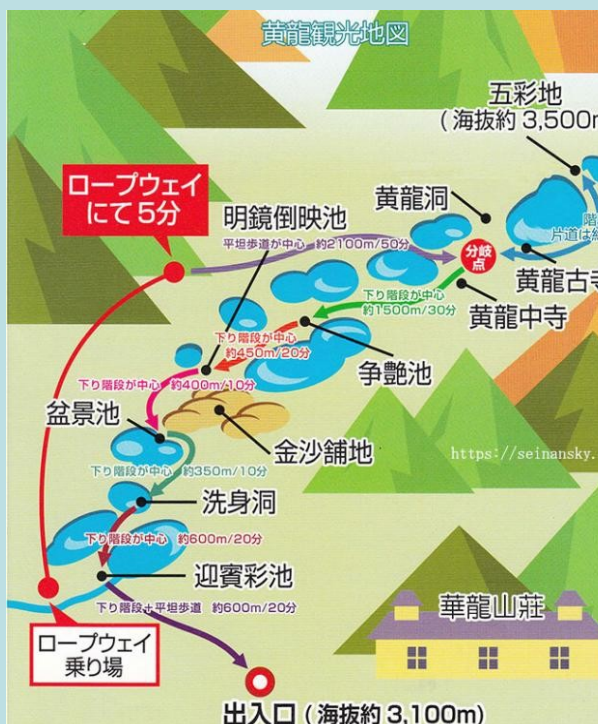 黄龍観光地図
五彩池
(海抜約 3,500m
ロープウェイ
にて 5分
黄龍洞
明鏡倒映池
平坦歩道が中心 約2100m/50分
階
片道は約
分岐
点
黄龍古寺
黄龍中寺
下り階段が中心
約1500m/30分
下り階段が中心
約450m/20分
争艶池
下り階段が中心 約400m/10分
盆景池
金沙舗地
https://seinansky.
下り階段が中心 約350m/10分
洗身洞
下り階段が中心 約600m/20分
迎賓彩池
下り階段+平坦歩道 約600m/20分
華龍山荘
ロープウェイ
乗り場
出入口 (海抜約 3,100m)